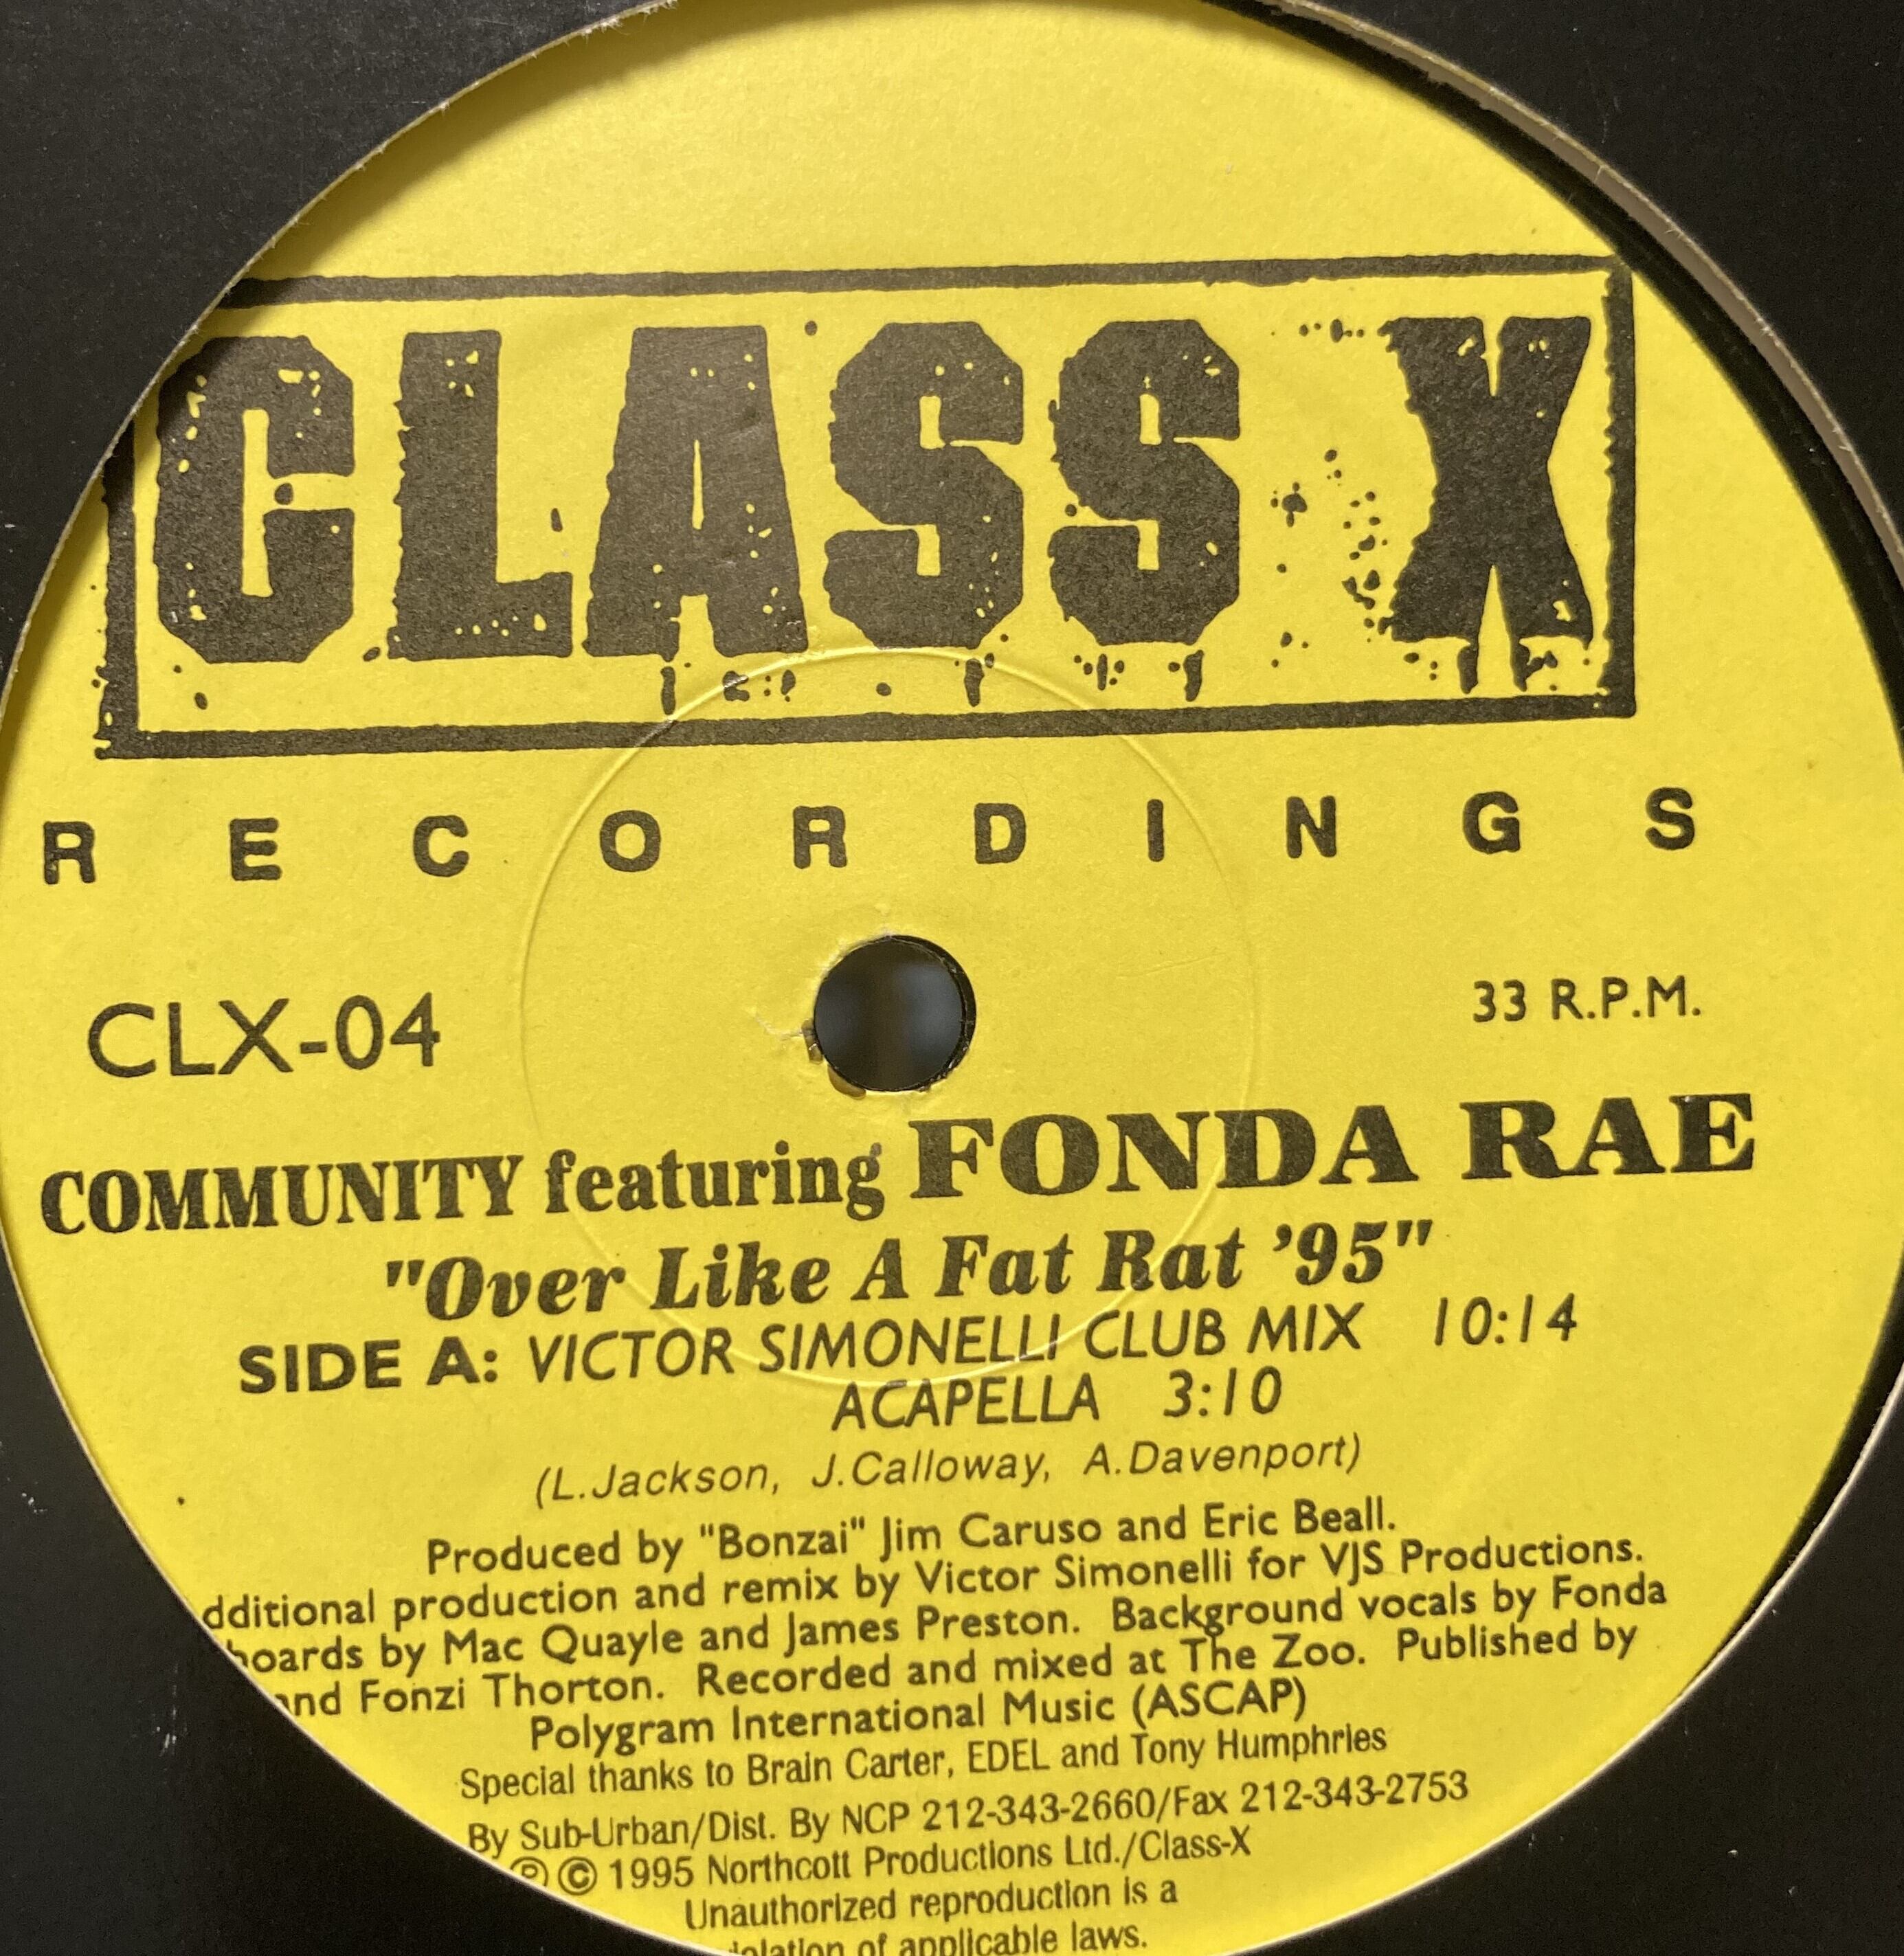 CLASS X
RECORDINGS
CLX-04
33 R.P.M.
COMMUNITY featuring FONDA RAE
"Over Like A Fat Rat '95"
SIDE A: VICTOR SIMONELLI CLUB MIX 10:14
ACAPELLA 3:10
(L.Jackson, J.Calloway, A.Davenport)
Produced by "Bonzai" Jim Caruso and Eric Beall.
dditional production and remix by Victor Simonelli for VJS Productions.
boards by Mac Quayle and James Preston. Background vocals by Fonda
and Fonzi Thorton. Recorded and mixed at The Zoo. Published by
Polygram International Music (ASCAP)
Special thanks to Brain Carter, EDEL and Tony Humphries
By Sub-Urban/Dist. By NCP 212-343-2660/Fax 212-343-2753
℗ © 1995 Northcott Productions Ltd./Class-X
Unauthorized reproduction is a
iolation of applicable laws.